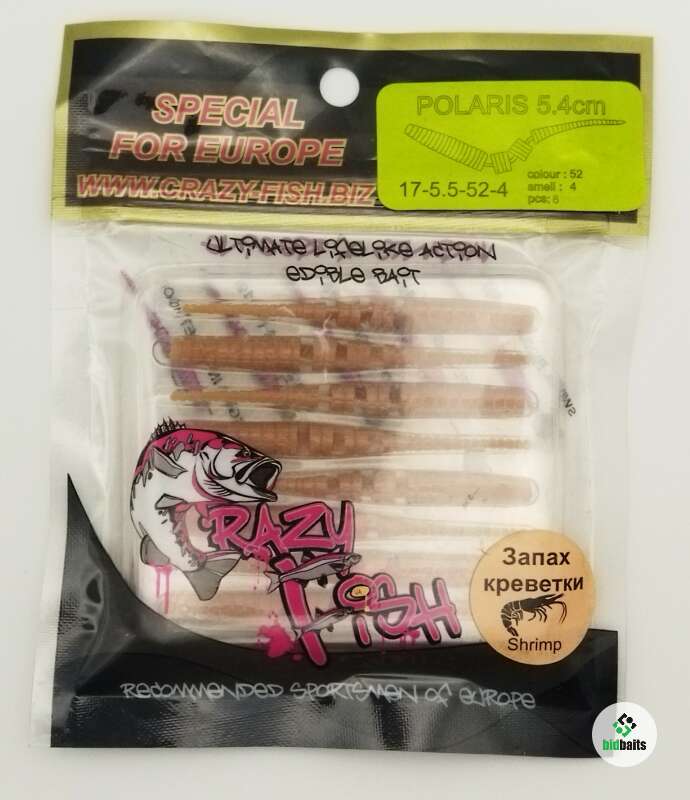 SPECIAL
FOR EUROPE
WWW.CRAZY-FISH.BIZ
POLARIS 5.4cm
17-5.5-52-4
colour : 52
smell : 4
pcs: 6
ULTIMATE LIFELIKE ACTION
EDIBLE BAIT
CRAZY
FISH
Запах
креветки
Shrimp
RECOMMENDED SPORTSMEN OF EUROPE
bidbaits